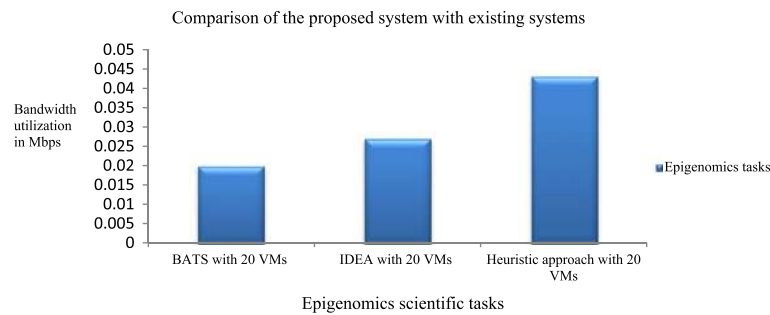 Comparison of the proposed system with existing systems
0.05
0.045
0.04
0.035
0.03
0.025
0.02
0.015
0.01
0.005
0
Bandwidth
utilization
in Mbps
Epigenomics tasks
BATS with 20 VMs
IDEA with 20 VMs
Heuristic approach with 20
VMs
Epigenomics scientific tasks